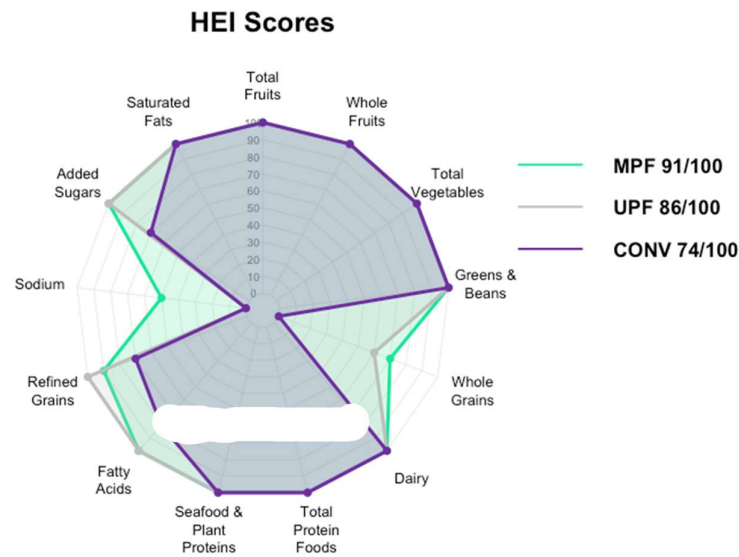 HEI Scores
Total
Fruits
Whole
Fruits
Total
Vegetables
Greens &
Beans
Whole
Grains
Dairy
Total
Protein
Foods
Seafood &
Plant
Proteins
Fatty
Acids
Refined
Grains
Sodium
Added
Sugars
Saturated
Fats
100
90
80
70
60
50
40
30
20
10
0
MPF 91/100
UPF 86/100
CONV 74/100